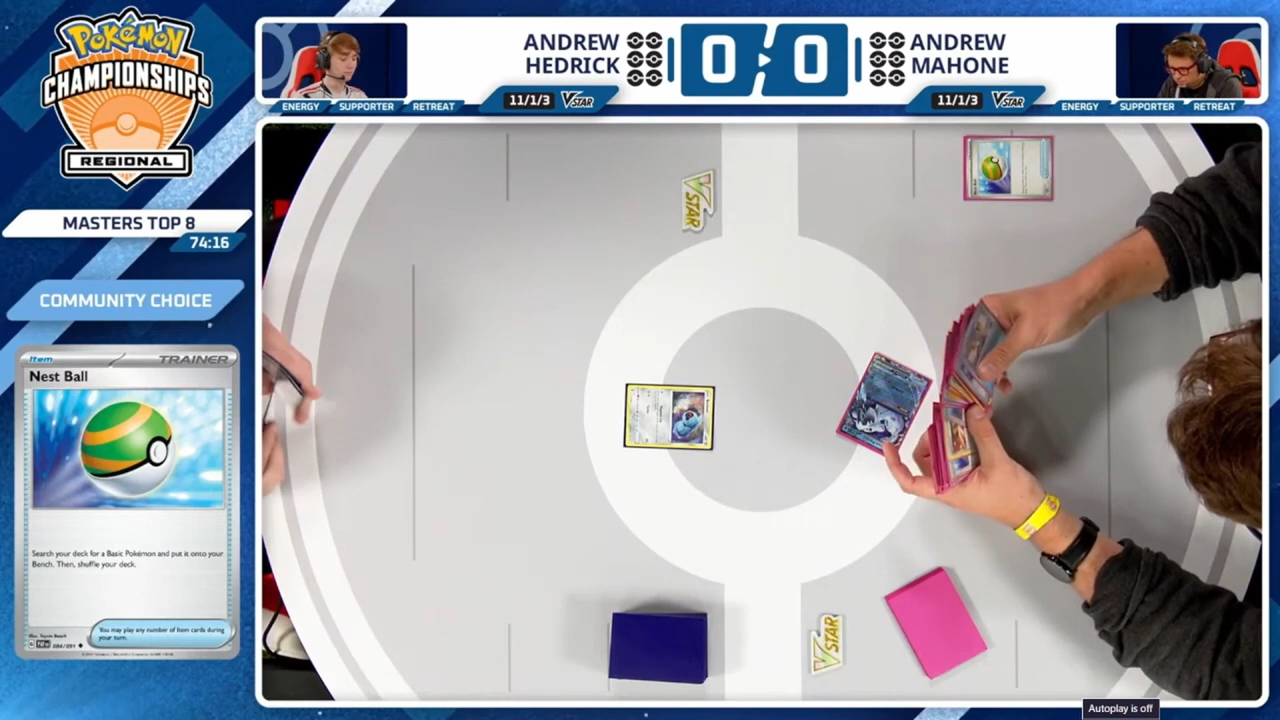 Pokémon
CHAMPIONSHIPS
REGIONAL
MASTERS TOP 8
74:16
COMMUNITY CHOICE
Item
TRAINER
Nest Ball
Search your deck for a Basic Pokémon and put it onto your
Bench. Then, shuffle your deck.
You may play any number of Item cards during
your turn.
084/091
ANDREW
HEDRICK
0
0
ANDREW
MAHONE
ENERGY
SUPPORTER
RETREAT
11/1/3
VSTAR
11/1/3
VSTAR
ENERGY
SUPPORTER
RETREAT
VSTAR
VSTAR
Autoplay is off